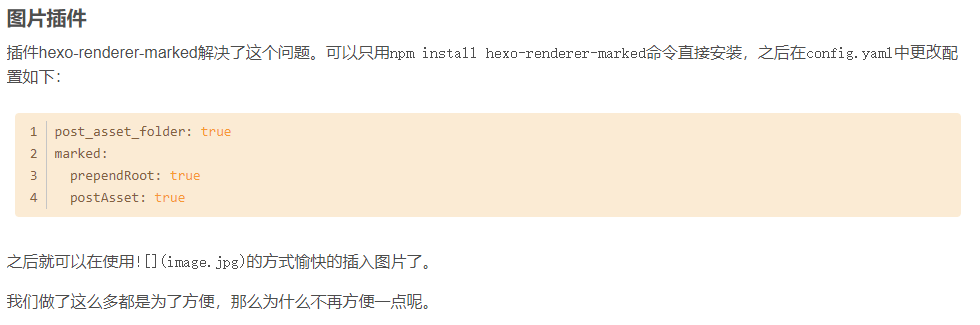 图片插件
插件hexo-renderer-marked解决了这个问题。可以只用npm install hexo-renderer-marked命令直接安装，之后在config.yaml中更改配
置如下：
1 post_asset_folder: true
2 marked:
3   prependRoot: true
4   postAsset: true
之后就可以在使用![](image.jpg)的方式愉快的插入图片了。
我们做了这么多都是为了方便，那么为什么不再方便一点呢。